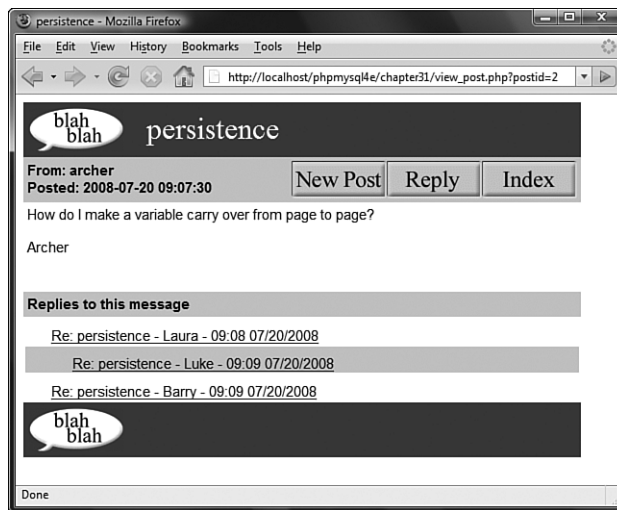 persistence - Mozilla Firefox
File Edit View History Bookmarks Tools Help
http://localhost/phpmysql4e/chapter31/view_post.php?postid=2
blah
blah
persistence
From: archer
Posted: 2008-07-20 09:07:30
New Post Reply Index
How do I make a variable carry over from page to page?
Archer
Replies to this message
Re: persistence - Laura - 09:08 07/20/2008
Re: persistence - Luke - 09:09 07/20/2008
Re: persistence - Barry - 09:09 07/20/2008
blah
blah
Done